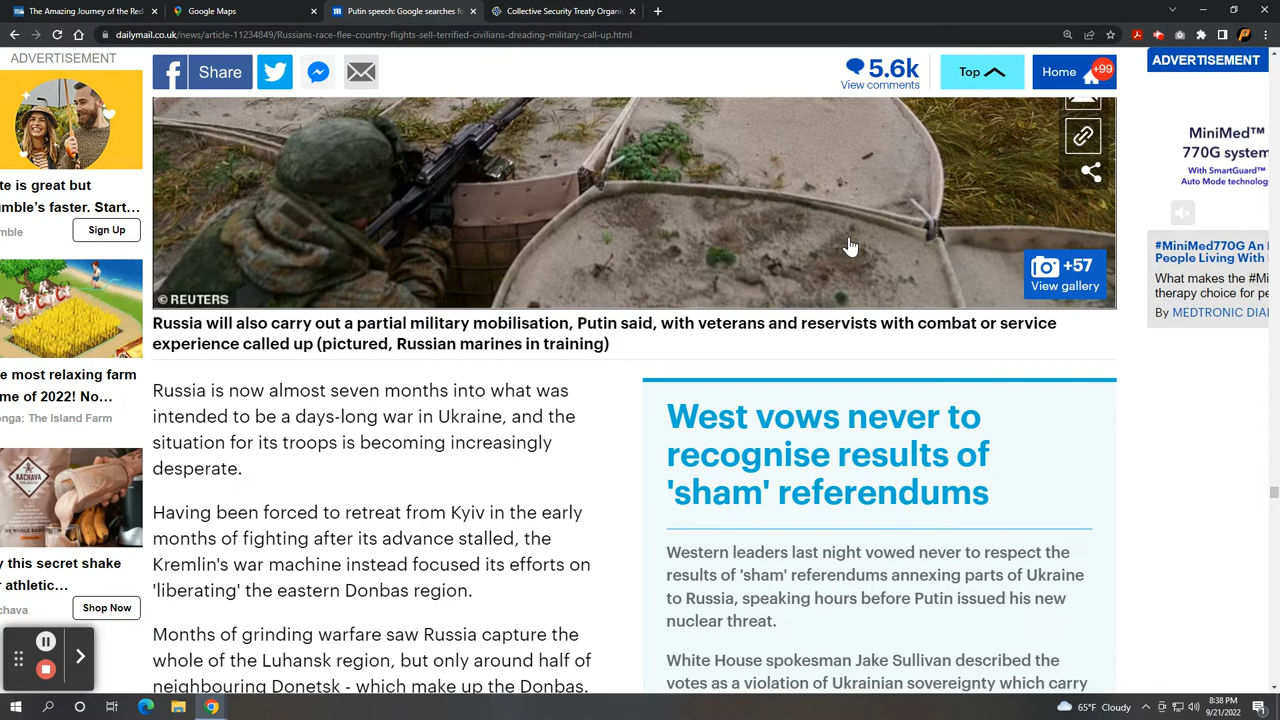 The Amazing Journey of the Red
Google Maps
Putin speech: Google searches fo
Collective Security Treaty Organis
dailymail.co.uk/news/article-11234849/Russians-race-flee-country-flights-sell-terrified-civilians-dreading-military-call-up.html
ADVERTISEMENT
Share
5.6k
View comments
Top
Home
+99
ADVERTISEMENT
te is great but
umble's faster. Start...
mble
Sign Up
e most relaxing farm
me of 2022! No...
onga: The Island Farm
KACHAVA
y this secret shake
r athletic...
chava
Shop Now
© REUTERS
+57
View gallery
Russia will also carry out a partial military mobilisation, Putin said, with veterans and reservists with combat or service
experience called up (pictured, Russian marines in training)
Russia is now almost seven months into what was
intended to be a days-long war in Ukraine, and the
situation for its troops is becoming increasingly
desperate.
Having been forced to retreat from Kyiv in the early
months of fighting after its advance stalled, the
Kremlin's war machine instead focused its efforts on
'liberating' the eastern Donbas region.
Months of grinding warfare saw Russia capture the
whole of the Luhansk region, but only around half of
neighbouring Donetsk - which make up the Donbas.
West vows never to
recognise results of
'sham' referendums
Western leaders last night vowed never to respect the
results of 'sham' referendums annexing parts of Ukraine
to Russia, speaking hours before Putin issued his new
nuclear threat.
White House spokesman Jake Sullivan described the
votes as a violation of Ukrainian sovereignty which carry
MiniMed™
770G system
With SmartGuard™
Auto Mode technology
#MiniMed770G An I
People Living With
What makes the #Mi
therapy choice for pe
By MEDTRONIC DIA
65°F Cloudy
8:38 PM
9/21/2022